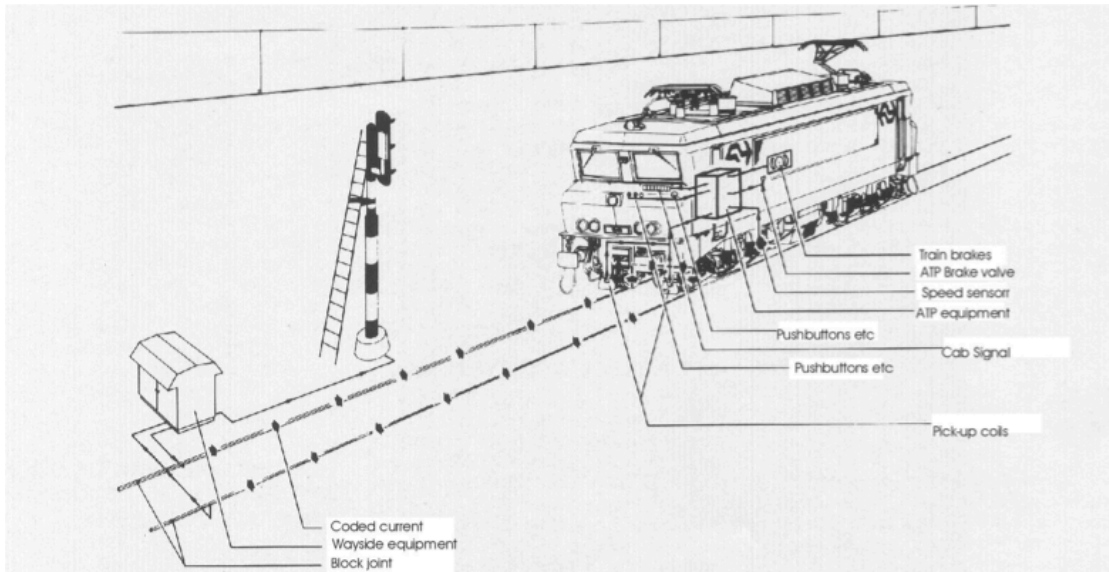 Train brakes
ATP Brake valve
Speed sensorr
ATP equipment
Pushbuttons etc
Cab Signal
Pushbuttons etc
Pick-up coils
Coded current
Wayside equipment
Block joint